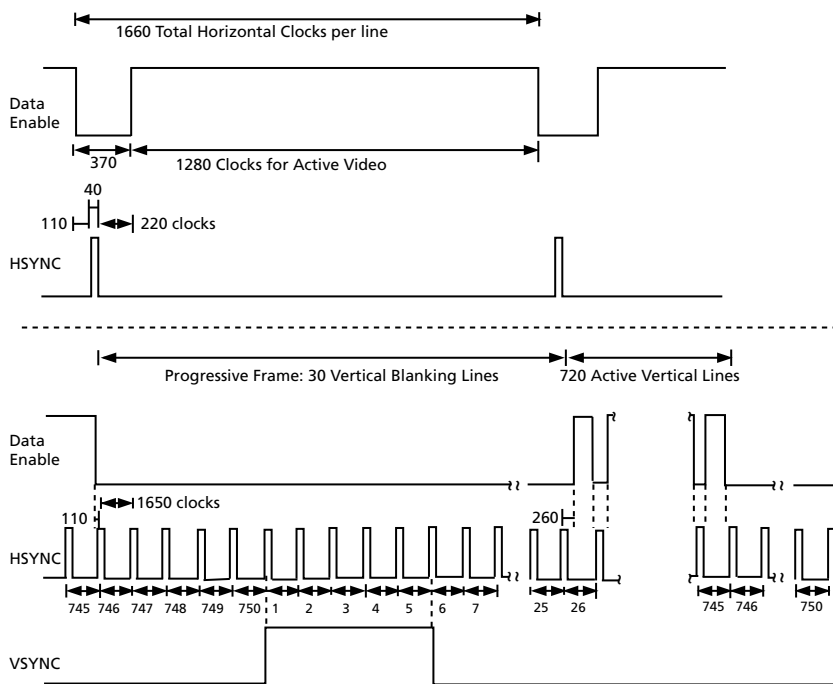 1660 Total Horizontal Clocks per line
Data
Enable
370
1280 Clocks for Active Video
40
110
220 clocks
HSYNC
Progressive Frame: 30 Vertical Blanking Lines
720 Active Vertical Lines
Data
Enable
1650 clocks
110
260
HSYNC
745 746 747 748 749 750 1 2 3 4 5 6 7 25 26 745 746 750
VSYNC